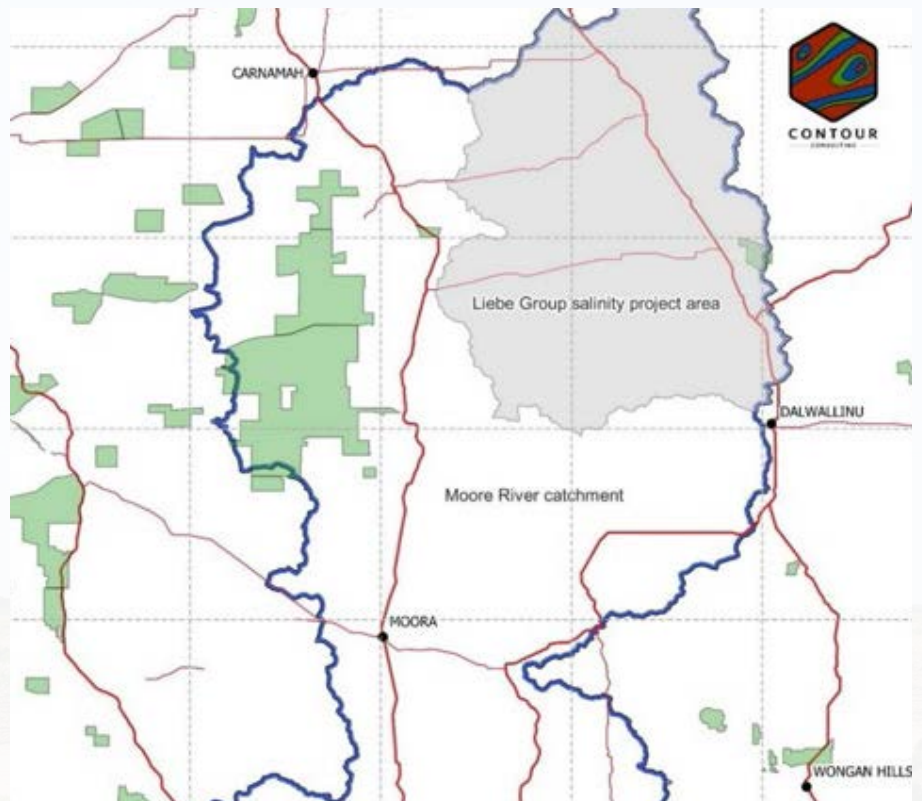 CARNAMAH
CONTOUR
CONSULTING
Liebe Group salinity project area
DALWALLINU
Moore River catchment
MOORA
WONGAN HILLS